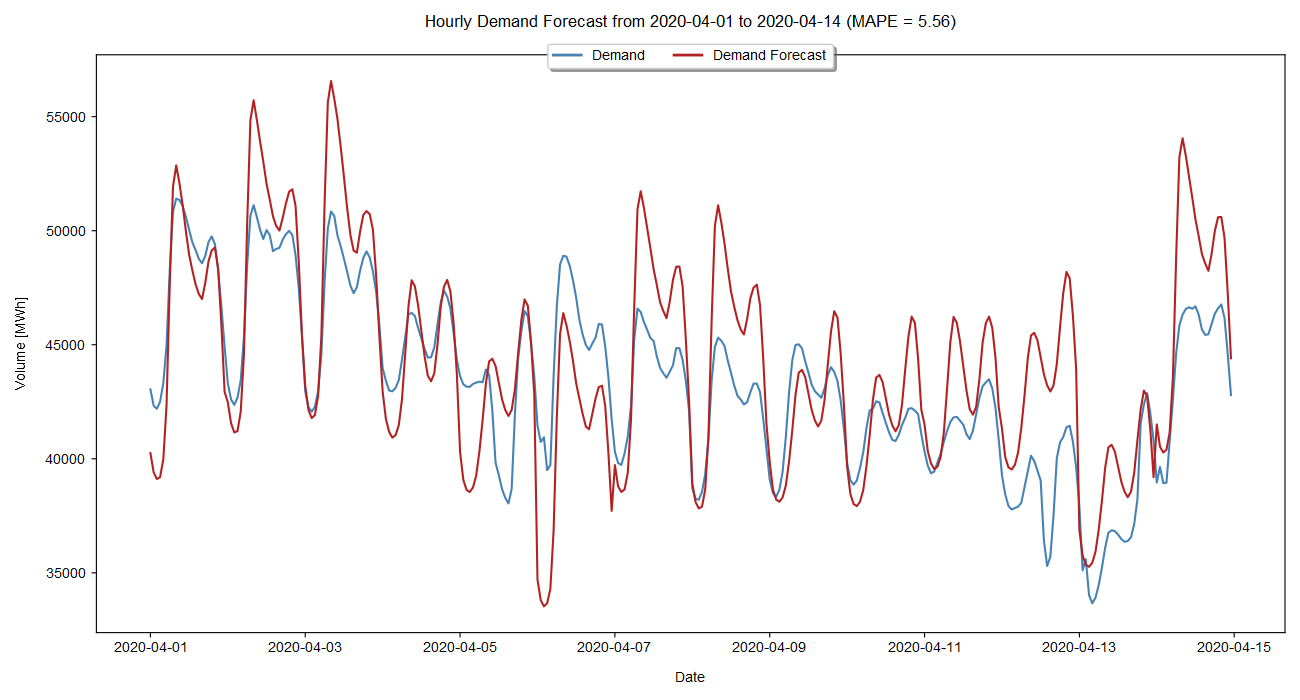 Hourly Demand Forecast from 2020-04-01 to 2020-04-14 (MAPE = 5.56)
Demand
Demand Forecast
Volume [MWh]
55000
50000
45000
40000
35000
2020-04-01
2020-04-03
2020-04-05
2020-04-07
2020-04-09
2020-04-11
2020-04-13
2020-04-15
Date